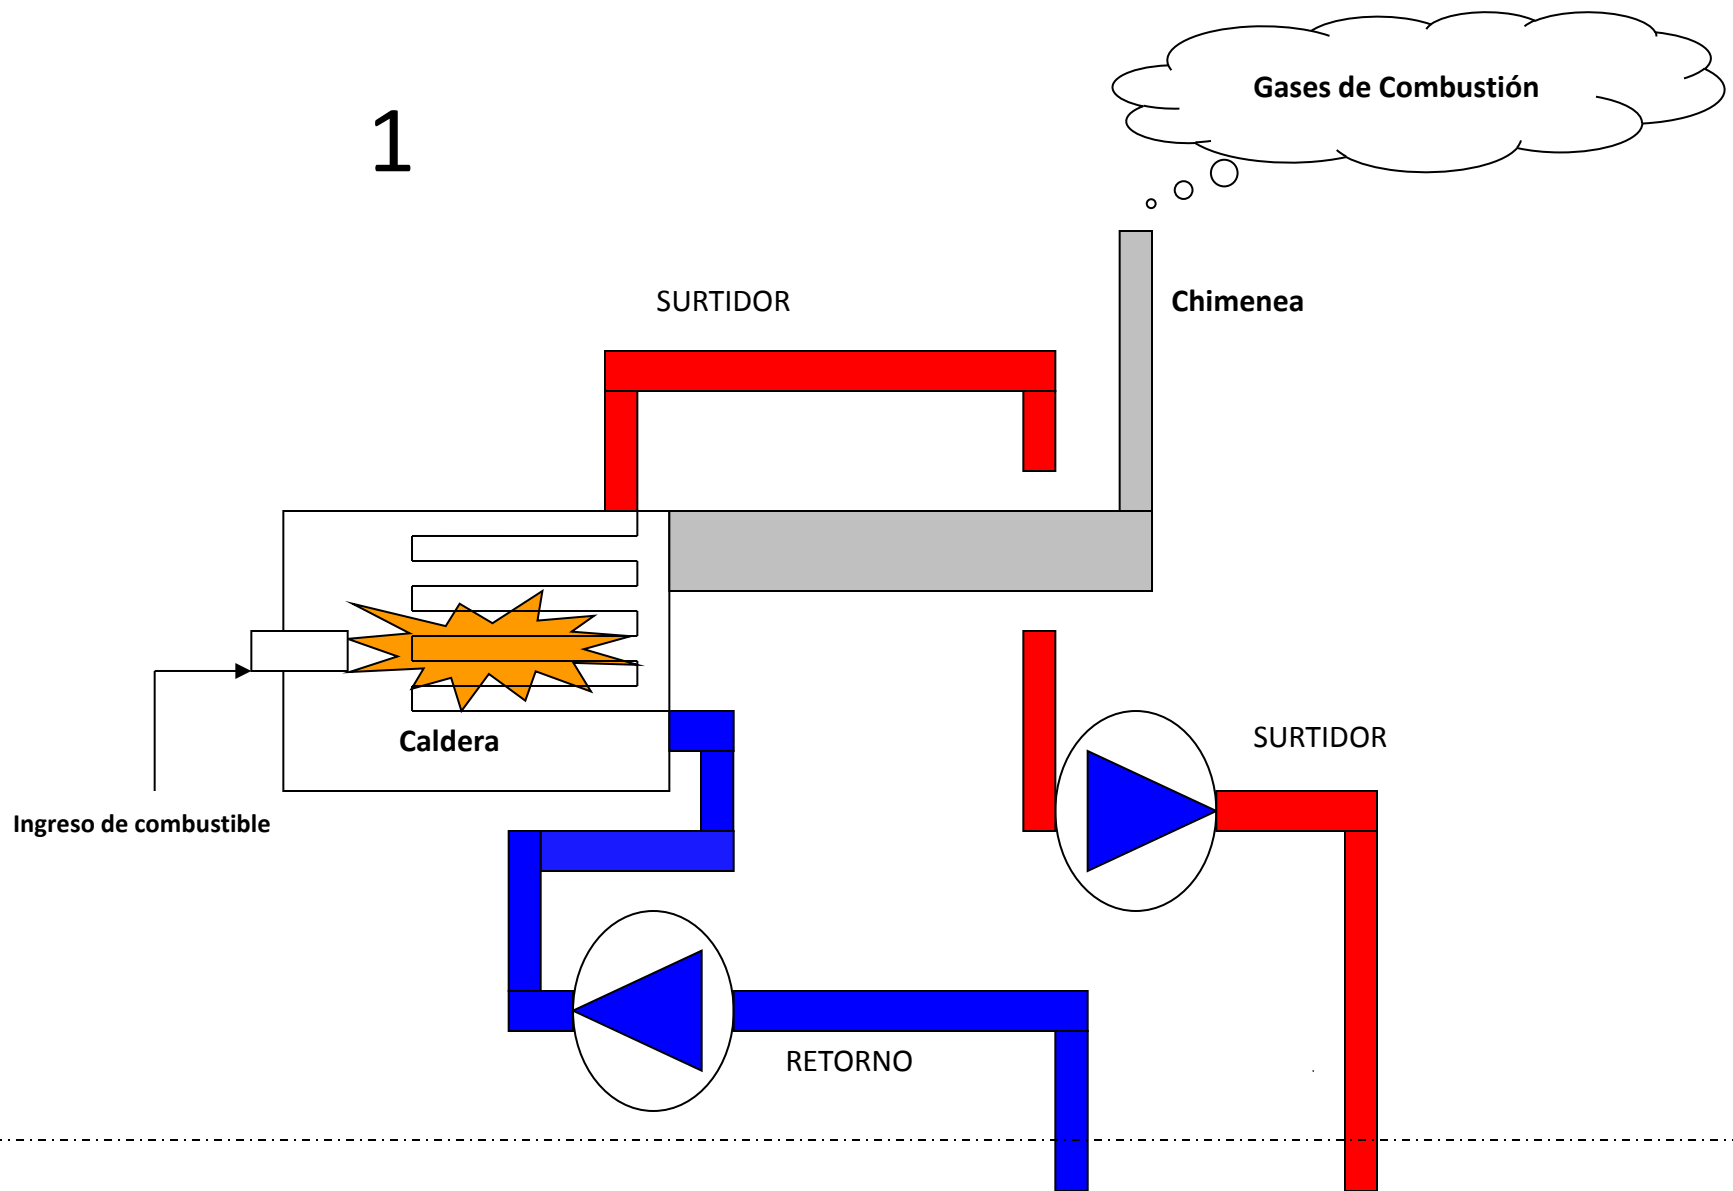 1
Gases de Combustión
SURTIDOR
Chimenea
Caldera
SURTIDOR
Ingreso de combustible
RETORNO